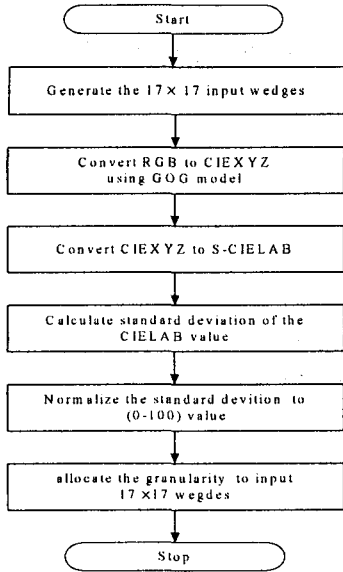 Start
Generate the 17× 17 input wedges
Convert RGB to CIEXYZ
using GOG model
Convert CIEXYZ to S-CIELAB
Calculate standard deviation of the
CIELAB value
Normalize the standard devition to
(0-100) value
allocate the granularity to input
17 ×17 wegdes
Stop